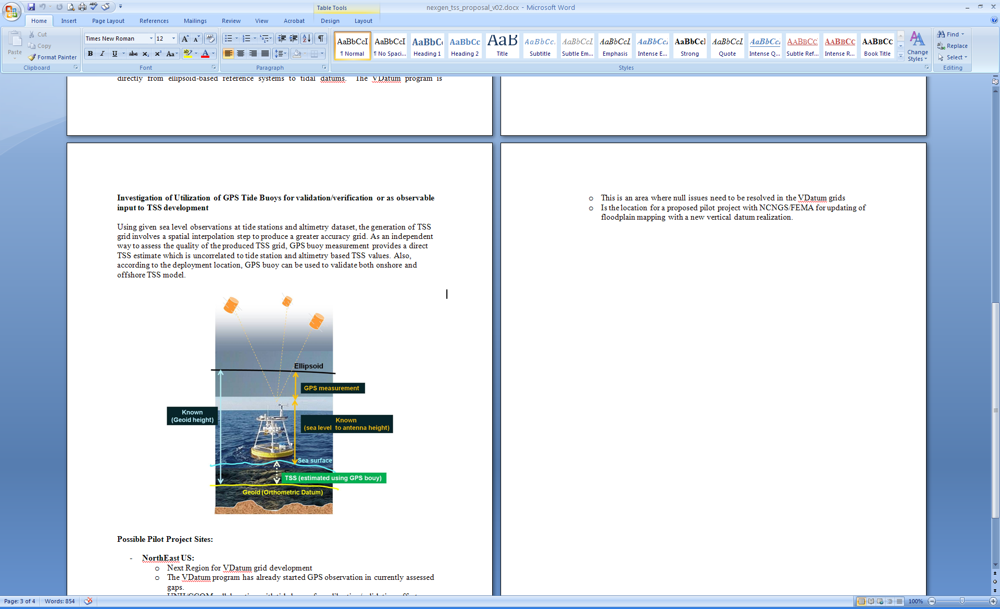 Table Tools
nexgen_tss_proposal_v02.docx - Microsoft Word
Home Insert Page Layout References Mailings Review View Acrobat Design Layout
Paste
Cut
Copy
Format Painter
Clipboard
Times New Roman 12
Font
Paragraph
AaBbCcI AaBbCcI AaBbC AaBbCc AaB AaBbCc. AaBbCcI AaBbCcI AaBbCcI AaBbCcI AaBbCcL AaBbCcI AABBCC AABBCC AABBCC
¶ Normal ¶ No Spaci... Heading 1 Heading 2 Title Subtitle Subtle Em... Emphasis Intense E... Strong Quote Intense Q... Subtle Ref... Intense R... Book Title
Change
Styles
Styles
Find
Replace
Select
Editing
directly from ellipsoid-based reference systems to tidal datums. The VDatum program is
Investigation of Utilization of GPS Tide Buoys for validation/verification or as observable
input to TSS development
Using given sea level observations at tide stations and altimetry dataset, the generation of TSS
grid involves a spatial interpolation step to produce a greater accuracy grid. As an independent
way to assess the quality of the produced TSS grid, GPS buoy measurement provides a direct
TSS estimate which is uncorrelated to tide station and altimetry based TSS values. Also,
according to the deployment location, GPS buoy can be used to validate both onshore and
offshore TSS model.
Ellipsoid
GPS measurement
Known
(Geoid height)
Known
(sea level to antenna height)
Sea surface
TSS (estimated using GPS bouy)
Geoid (Orthometric Datum)
Possible Pilot Project Sites:
- NorthEast US:
o Next Region for VDatum grid development
o The VDatum program has already started GPS observation in currently assessed
gaps.
o This is an area where null issues need to be resolved in the VDatum grids
o Is the location for a proposed pilot project with NCNGS/FEMA for updating of
floodplain mapping with a new vertical datum realization.
Page: 3 of 4 Words: 854
100%